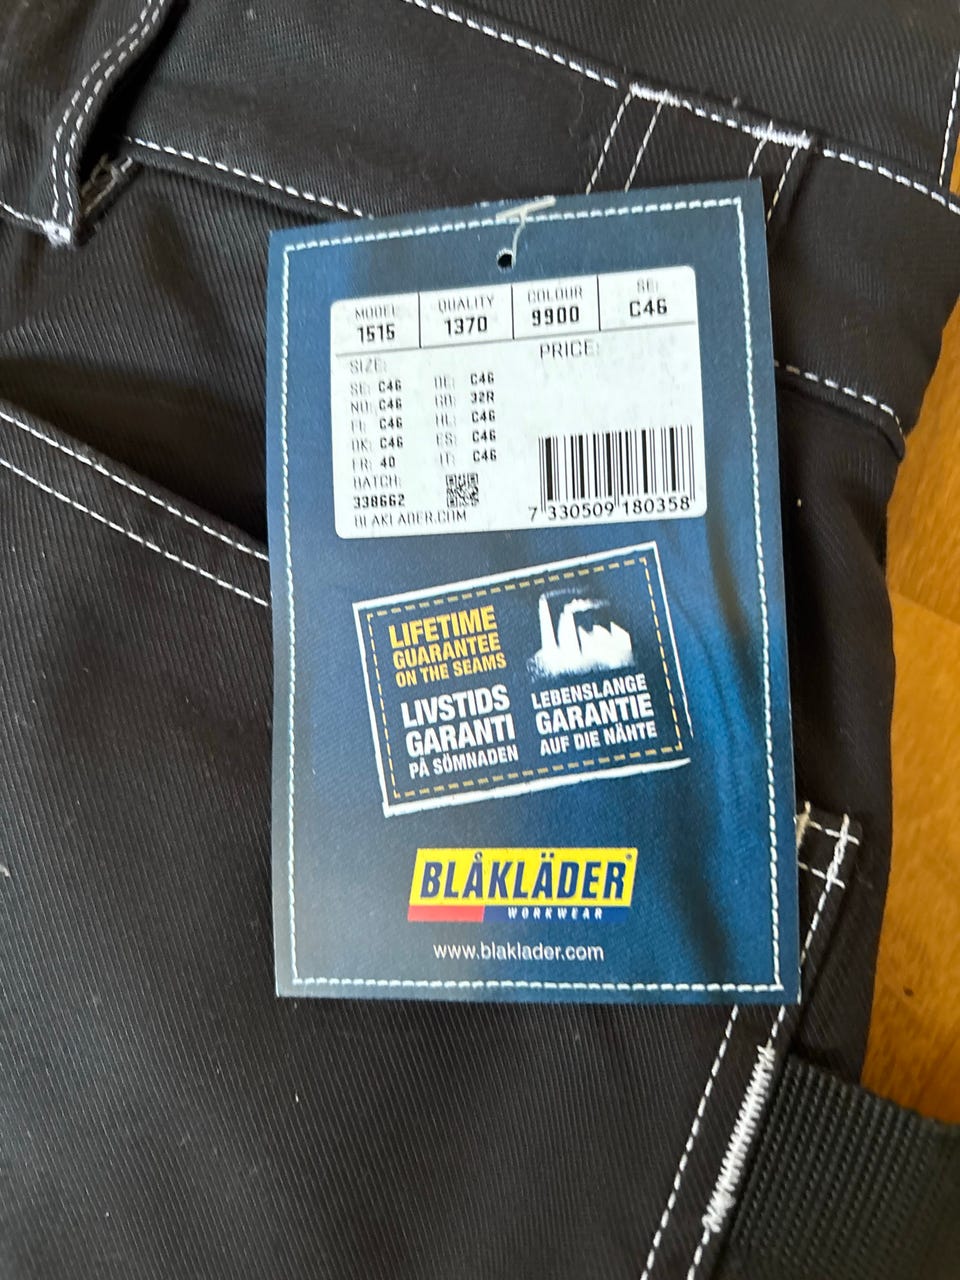 MODEL QUALITY COLOUR SE:
1515 1370 9900 C46
SIZE: PRICE:
SE: C46 DE: C46
NO: C46 GB: 32R
FI: C46 NL: C46
DK: C46 ES: C46
FR: 40 IT: C46
BATCH:
338662
BLAKLADER.COM
7 330509 180358
LIFETIME
GUARANTEE
ON THE SEAMS
LIVSTIDS
GARANTI
PÅ SÖMNADEN
LEBENSLANGE
GARANTIE
AUF DIE NÄHTE
BLÅKLÄDER®
WORKWEAR
www.blaklader.com